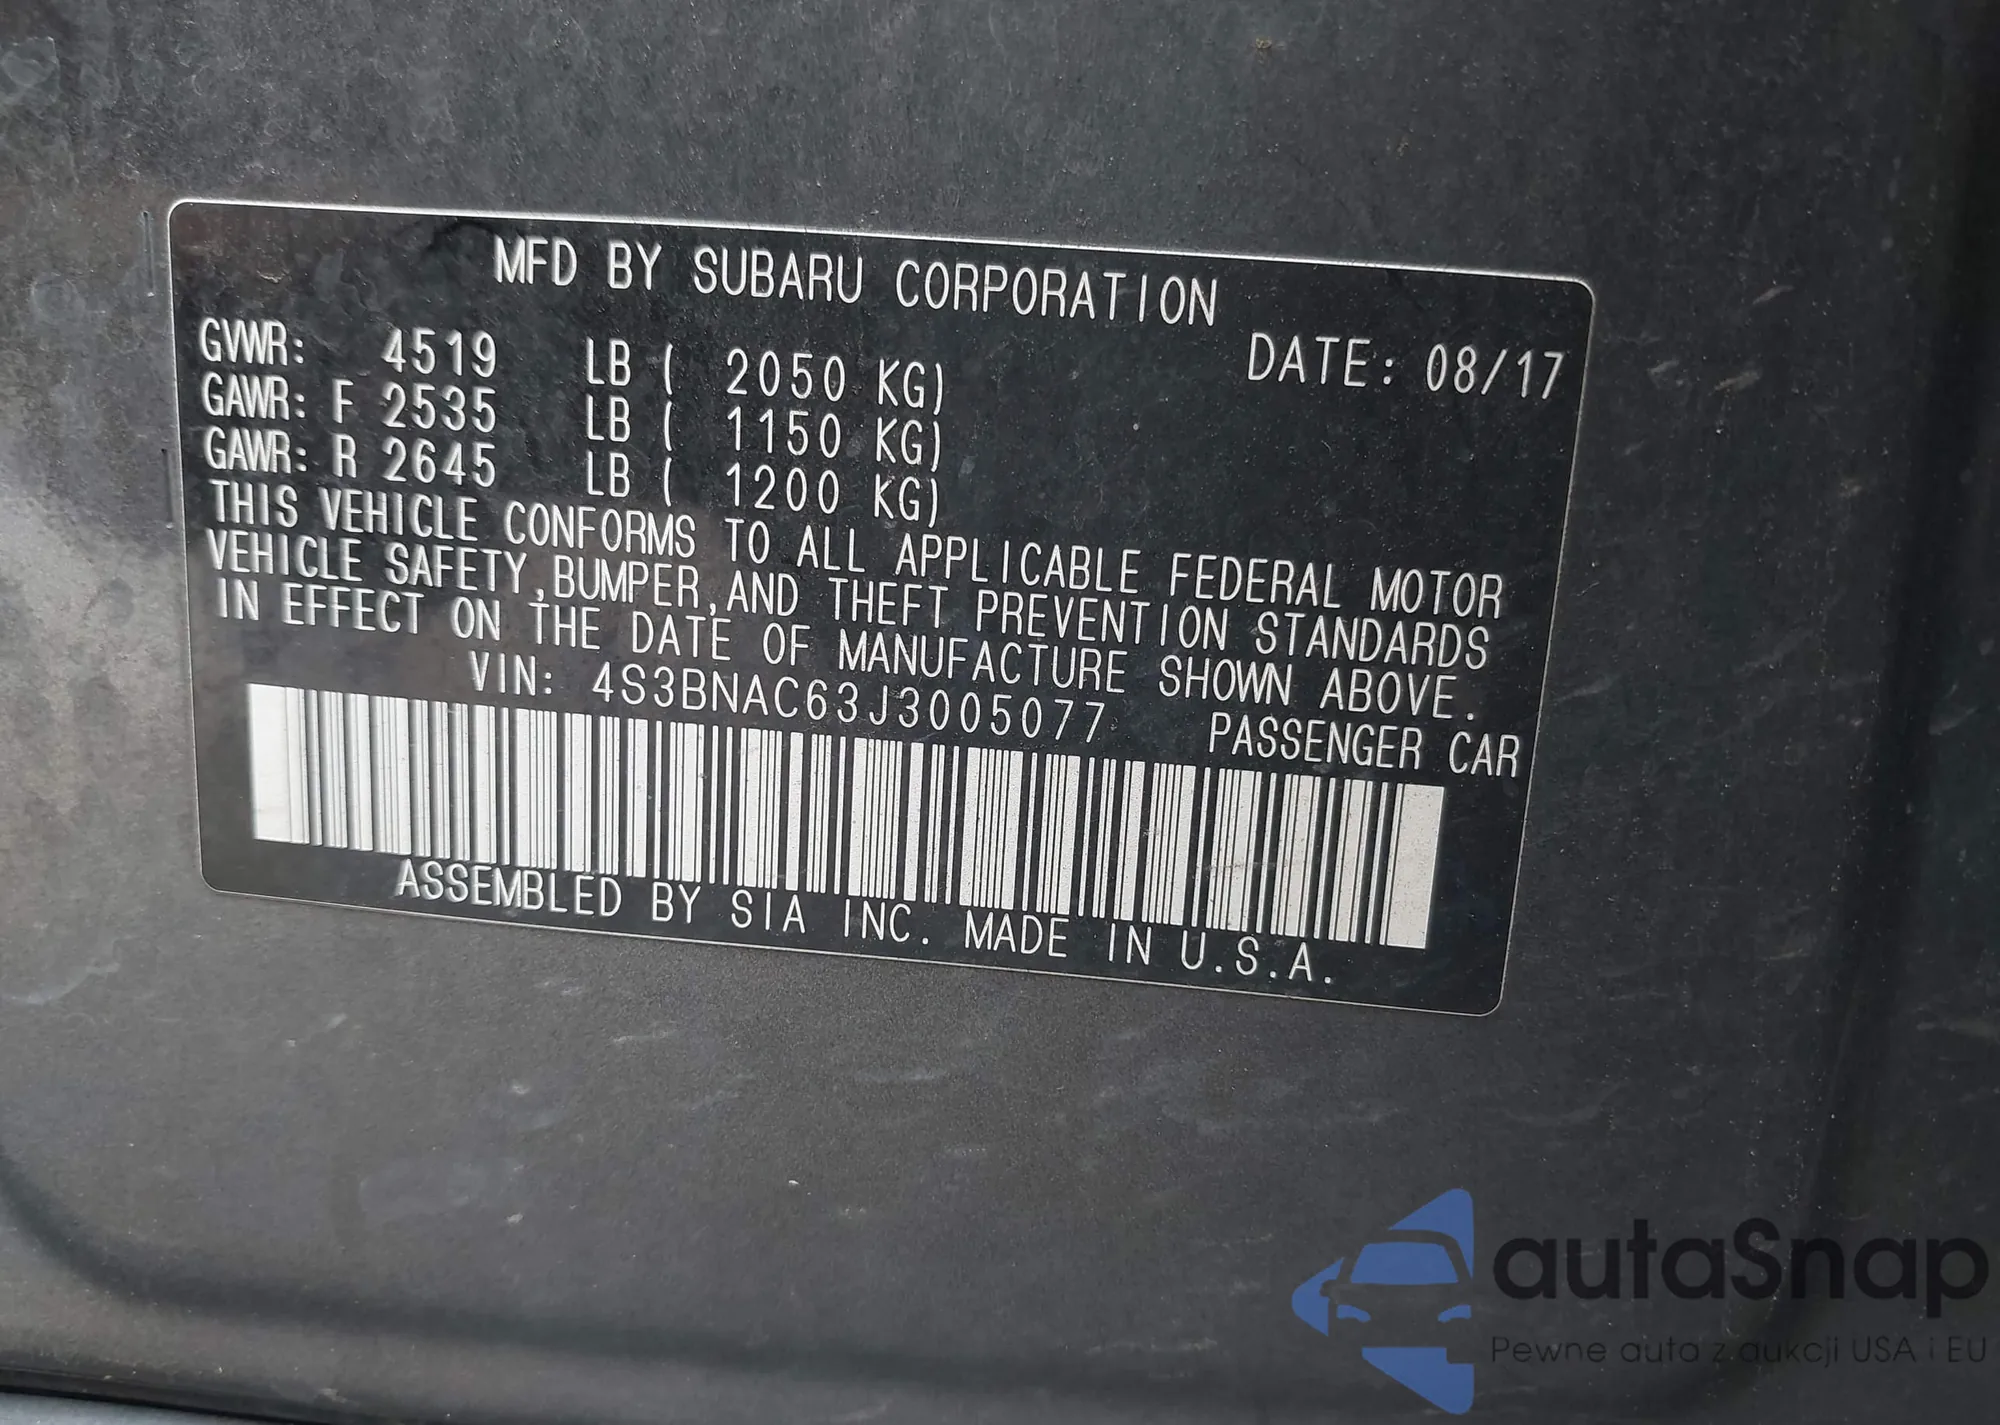 MFD BY SUBARU CORPORATION
GVWR: 4519 LB ( 2050 KG) DATE: 08/17
GAWR: F 2535 LB ( 1150 KG)
GAWR: R 2645 LB ( 1200 KG)
THIS VEHICLE CONFORMS TO ALL APPLICABLE FEDERAL MOTOR
VEHICLE SAFETY,BUMPER,AND THEFT PREVENTION STANDARDS
IN EFFECT ON THE DATE OF MANUFACTURE SHOWN ABOVE.
VIN: 4S3BNAC63J3005077 PASSENGER CAR
ASSEMBLED BY SIA INC. MADE IN U.S.A.
autaSnap
Pewne auta z aukcji USA i EU